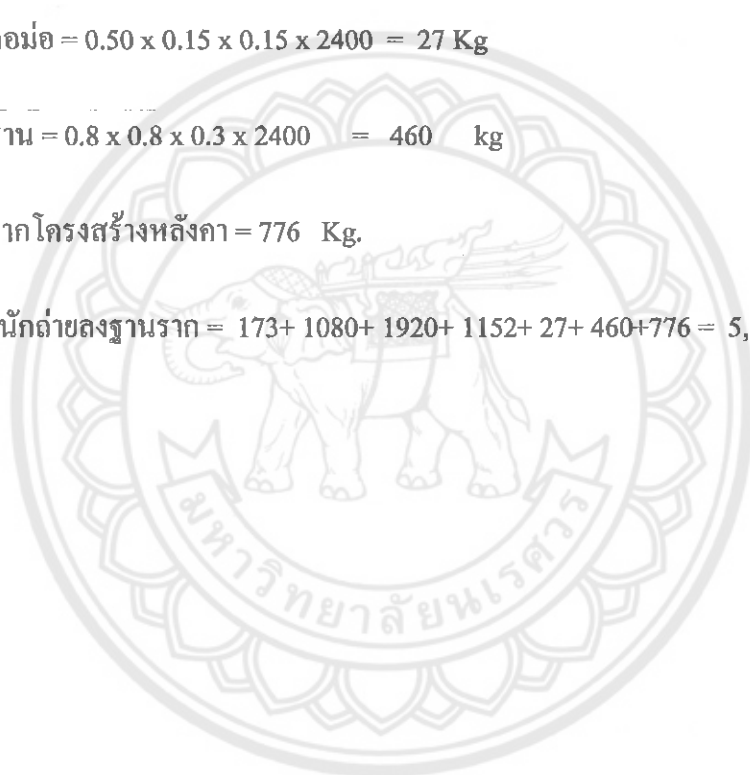 อม่อ = 0.50 x 0.15 x 0.15 x 2400 = 27 Kg
าน = 0.8 x 0.8 x 0.3 x 2400 = 460 kg
ากโครงสร้างหลังคา = 776 Kg.
นักถ่ายลงฐานราก = 173+ 1080+ 1920+ 1152+ 27+ 460+776 = 5,
มหาวิทยาลัยนเรศวร